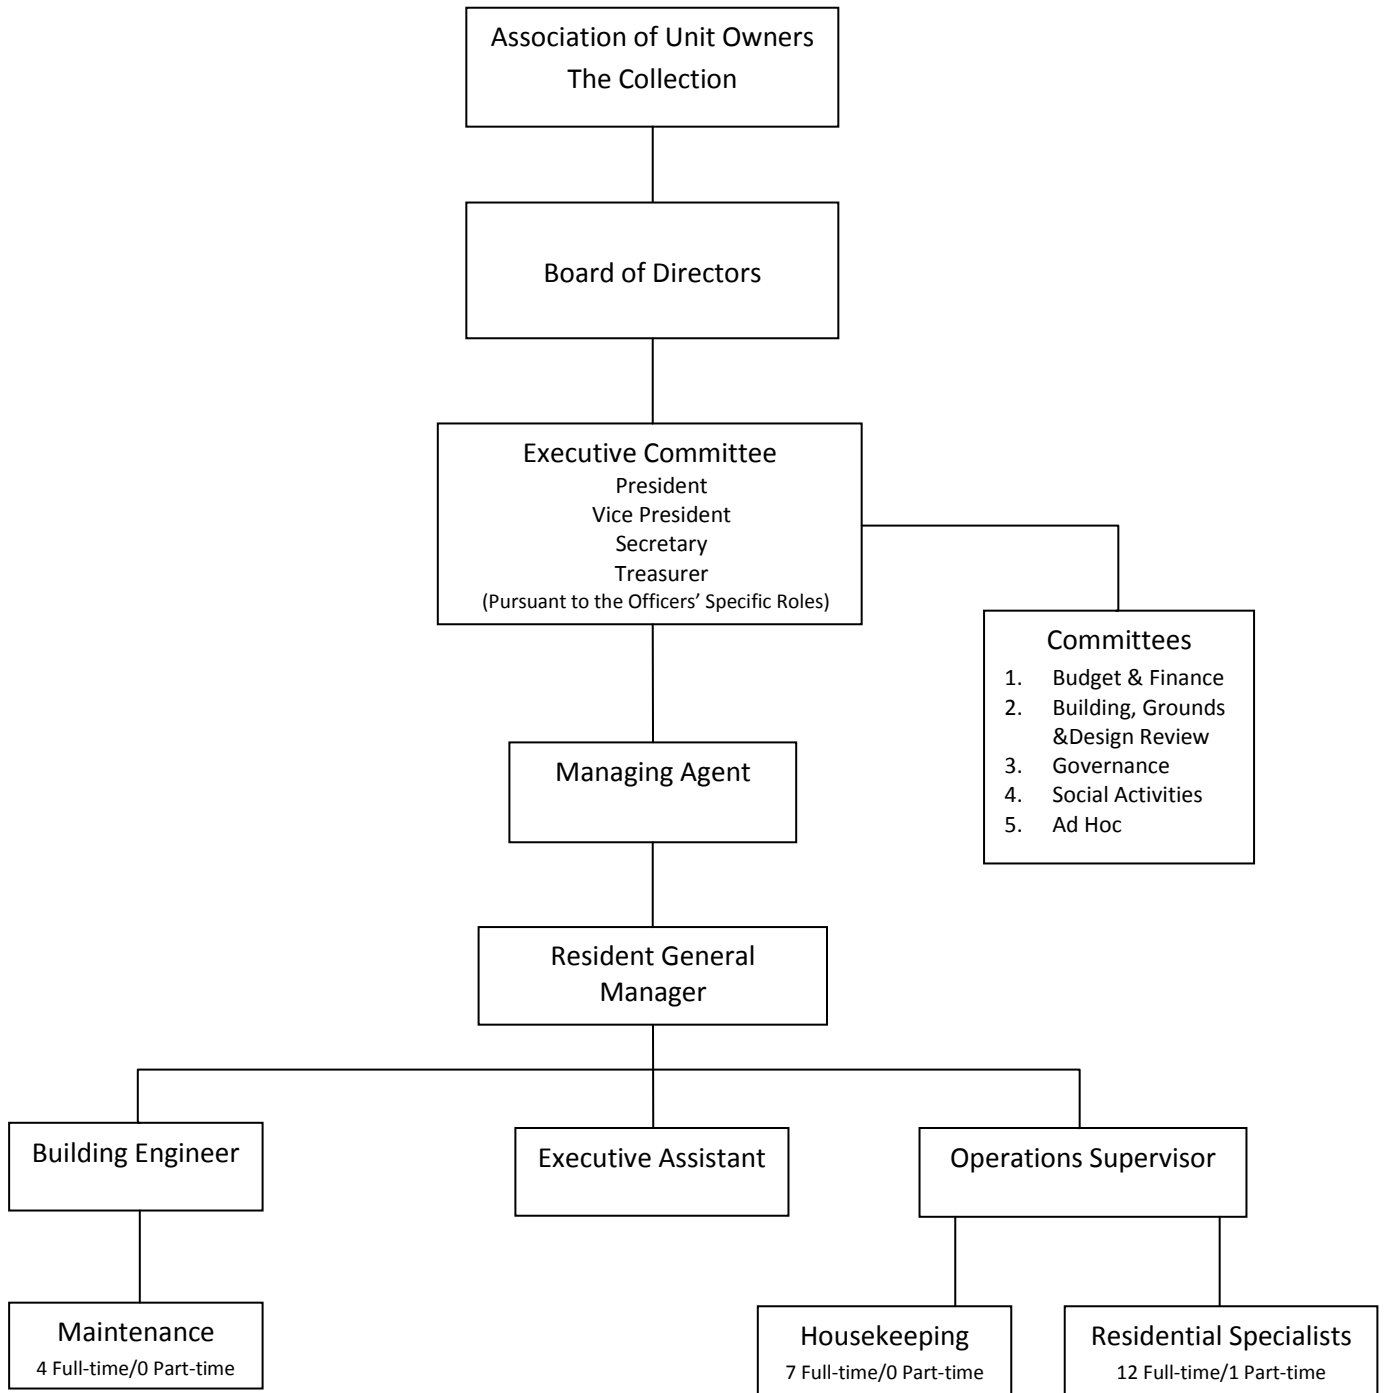 Association of Unit Owners
The Collection
Board of Directors
Executive Committee
President
Vice President
Secretary
Treasurer
(Pursuant to the Officers’ Specific Roles)
Committees
1. Budget & Finance
2. Building, Grounds
&Design Review
3. Governance
4. Social Activities
5. Ad Hoc
Managing Agent
Resident General
Manager
Building Engineer
Executive Assistant
Operations Supervisor
Maintenance
4 Full-time/0 Part-time
Housekeeping
7 Full-time/0 Part-time
Residential Specialists
12 Full-time/1 Part-time